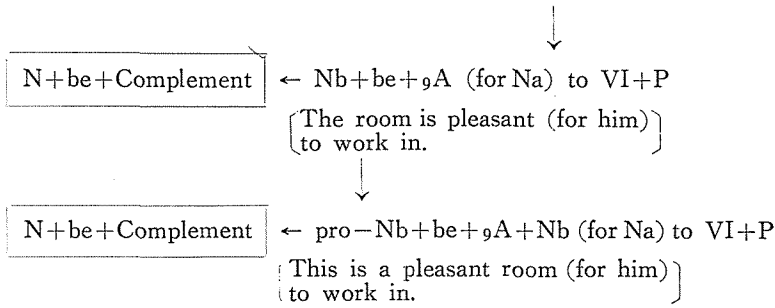 N+be+Complement ← Nb+be+₉A (for Na) to VI+P
[The room is pleasant (for him)
to work in.]
N+be+Complement ← pro−Nb+be+₉A+Nb (for Na) to VI+P
[This is a pleasant room (for him)
to work in.]